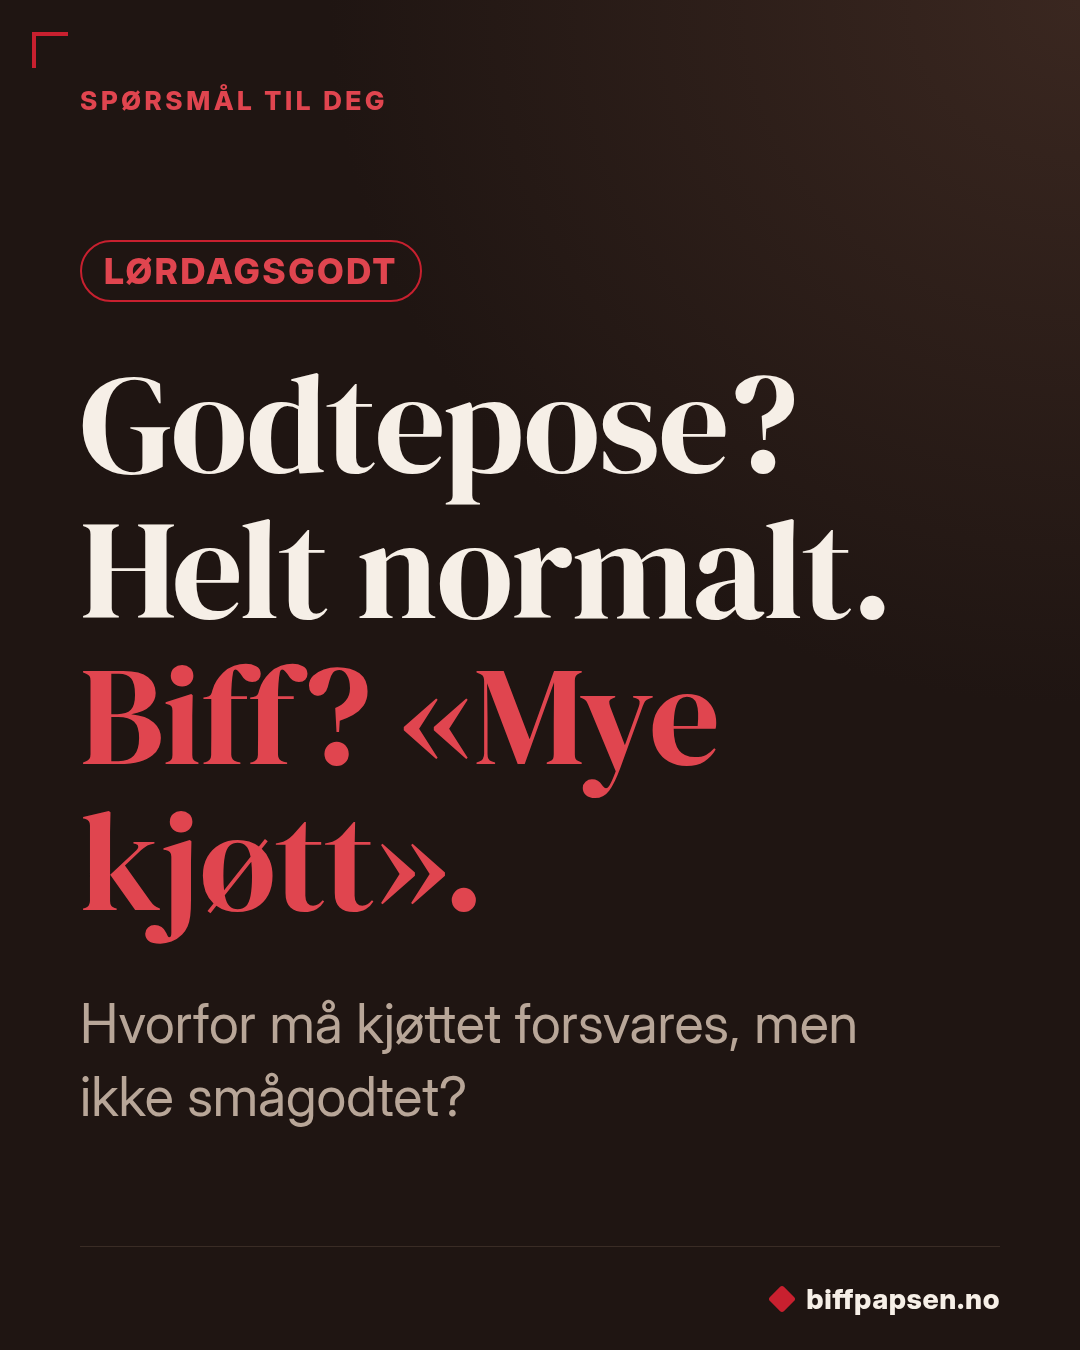 SPØRSMÅL TIL DEG
LØRDAGSGODT
Godtepose?
Helt normalt.
Biff? «Mye
kjøtt».
Hvorfor må kjøttet forsvares, men
ikke smågodtet?
biffpapsen.no